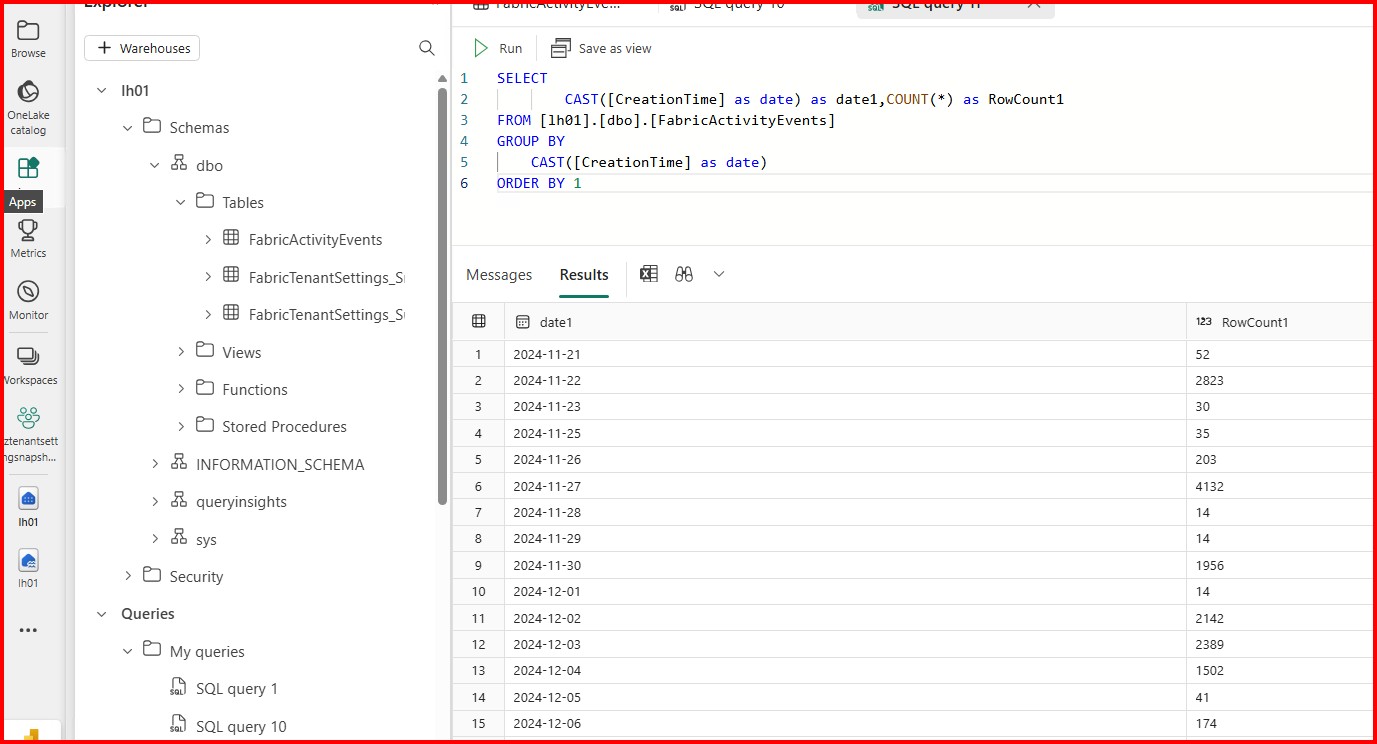 Browse
OneLake
catalog
Apps
Metrics
Monitor
Workspaces
ztenantsett
ngsnapsh...
lh01
lh01
Explorer
Warehouses
lh01
Schemas
dbo
Tables
FabricActivityEvents
FabricTenantSettings_S
FabricTenantSettings_S
Views
Functions
Stored Procedures
INFORMATION_SCHEMA
queryinsights
sys
Security
Queries
My queries
SQL query 1
SQL query 10
FabricActivityEve...
SQL query 10
SQL query 11
Run
Save as view
1 SELECT
2 CAST([CreationTime] as date) as date1,COUNT(*) as RowCount1
3 FROM [lh01].[dbo].[FabricActivityEvents]
4 GROUP BY
5 CAST([CreationTime] as date)
6 ORDER BY 1
Messages Results
date1 123 RowCount1
1 2024-11-21 52
2 2024-11-22 2823
3 2024-11-23 30
4 2024-11-25 35
5 2024-11-26 203
6 2024-11-27 4132
7 2024-11-28 14
8 2024-11-29 14
9 2024-11-30 1956
10 2024-12-01 14
11 2024-12-02 2142
12 2024-12-03 2389
13 2024-12-04 1502
14 2024-12-05 41
15 2024-12-06 174